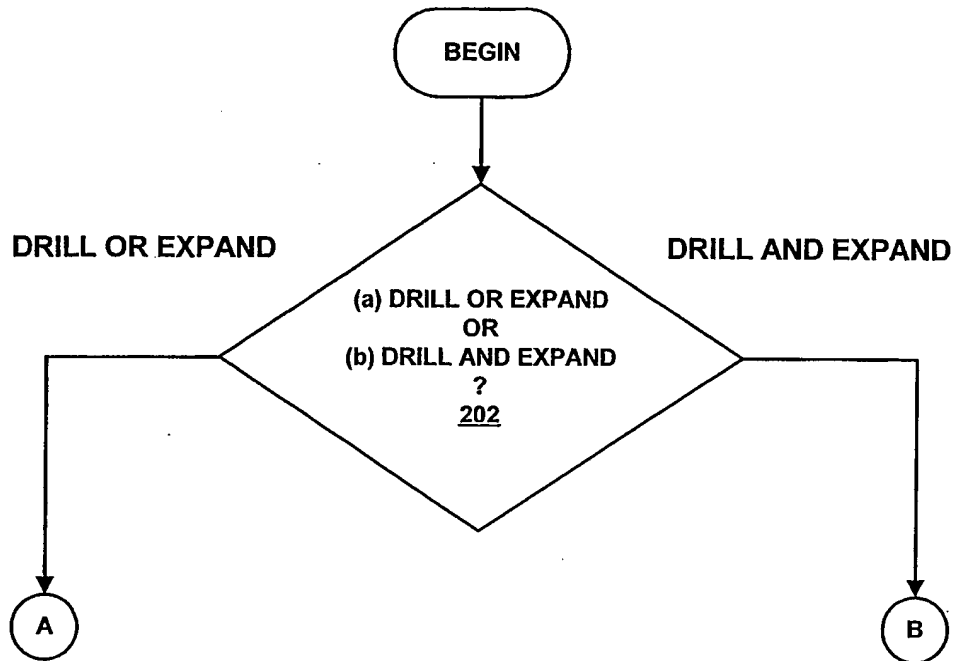 BEGIN
DRILL OR EXPAND
DRILL AND EXPAND
(a) DRILL OR EXPAND
OR
(b) DRILL AND EXPAND
?
202
A
B